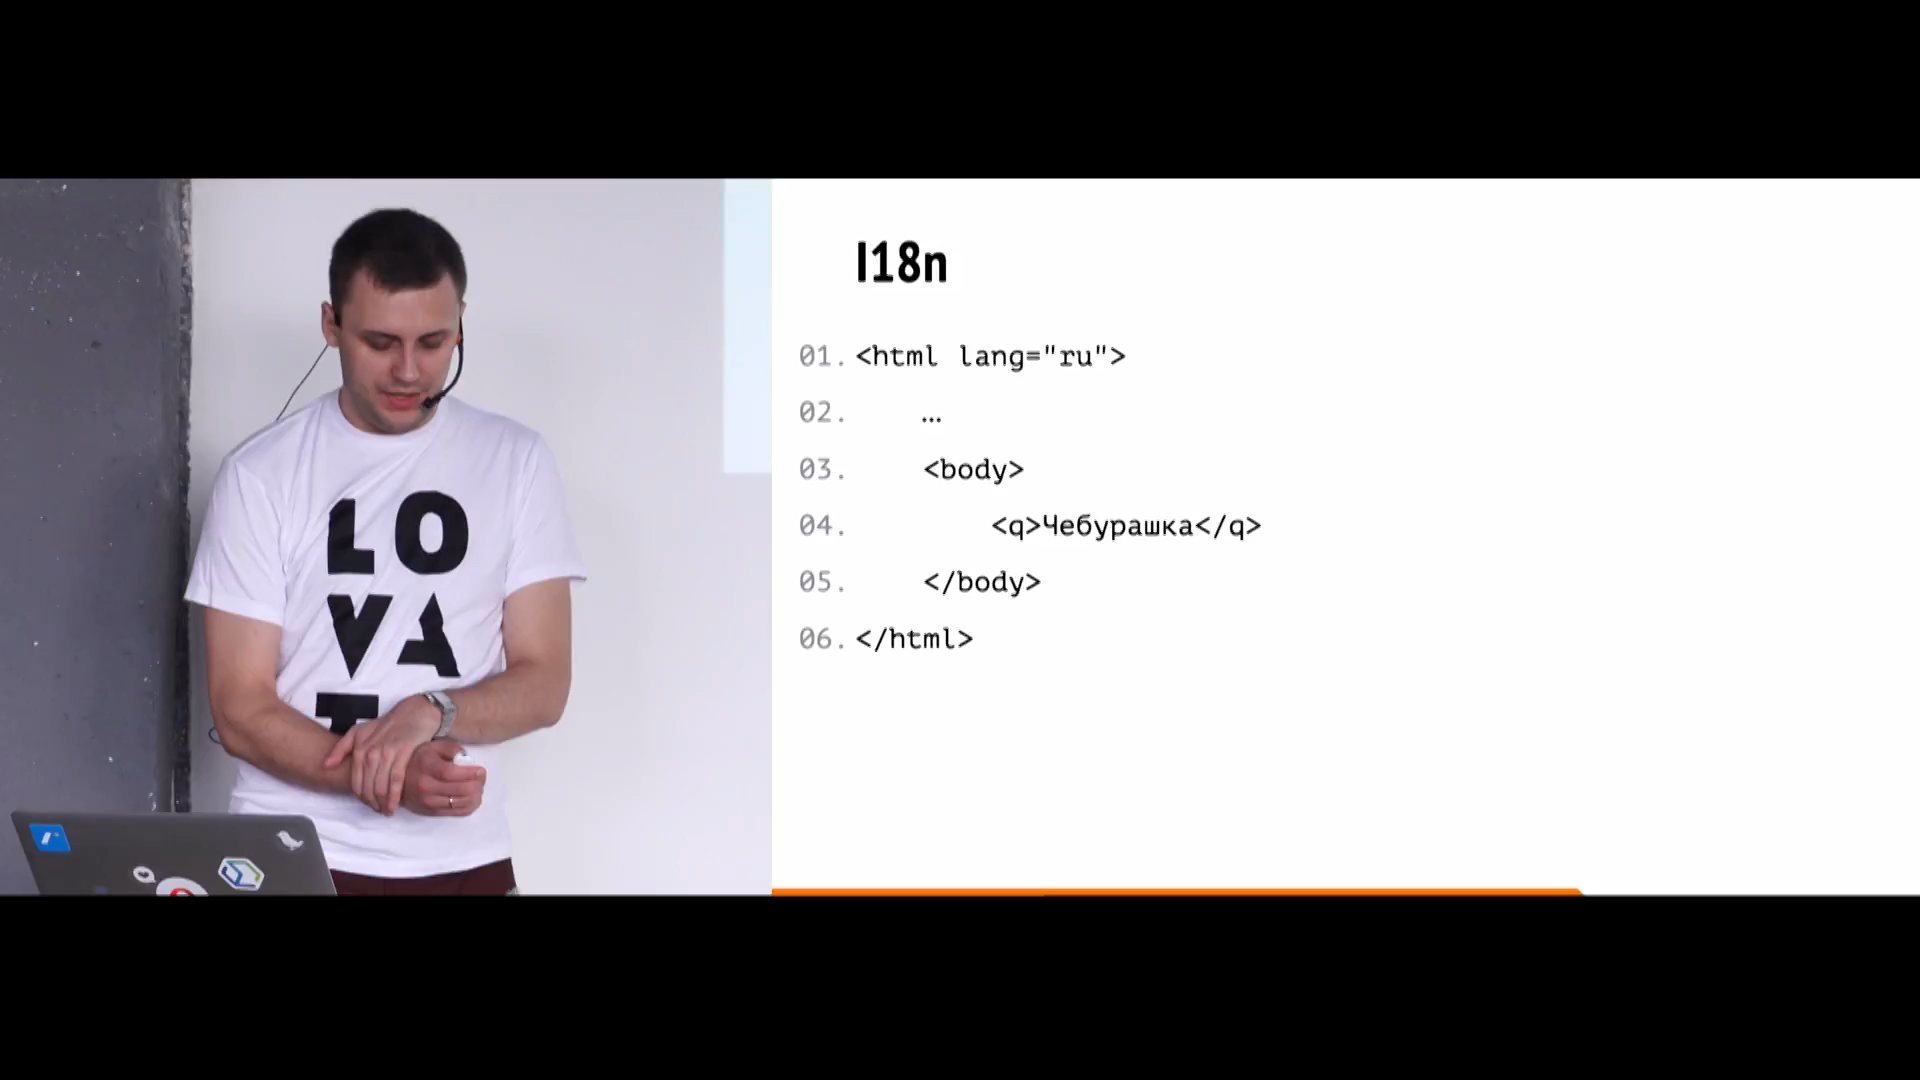 LO
VA
T
I18n
01. <html lang="ru">
02. …
03. <body>
04. <q>Чебурашка</q>
05. </body>
06. </html>